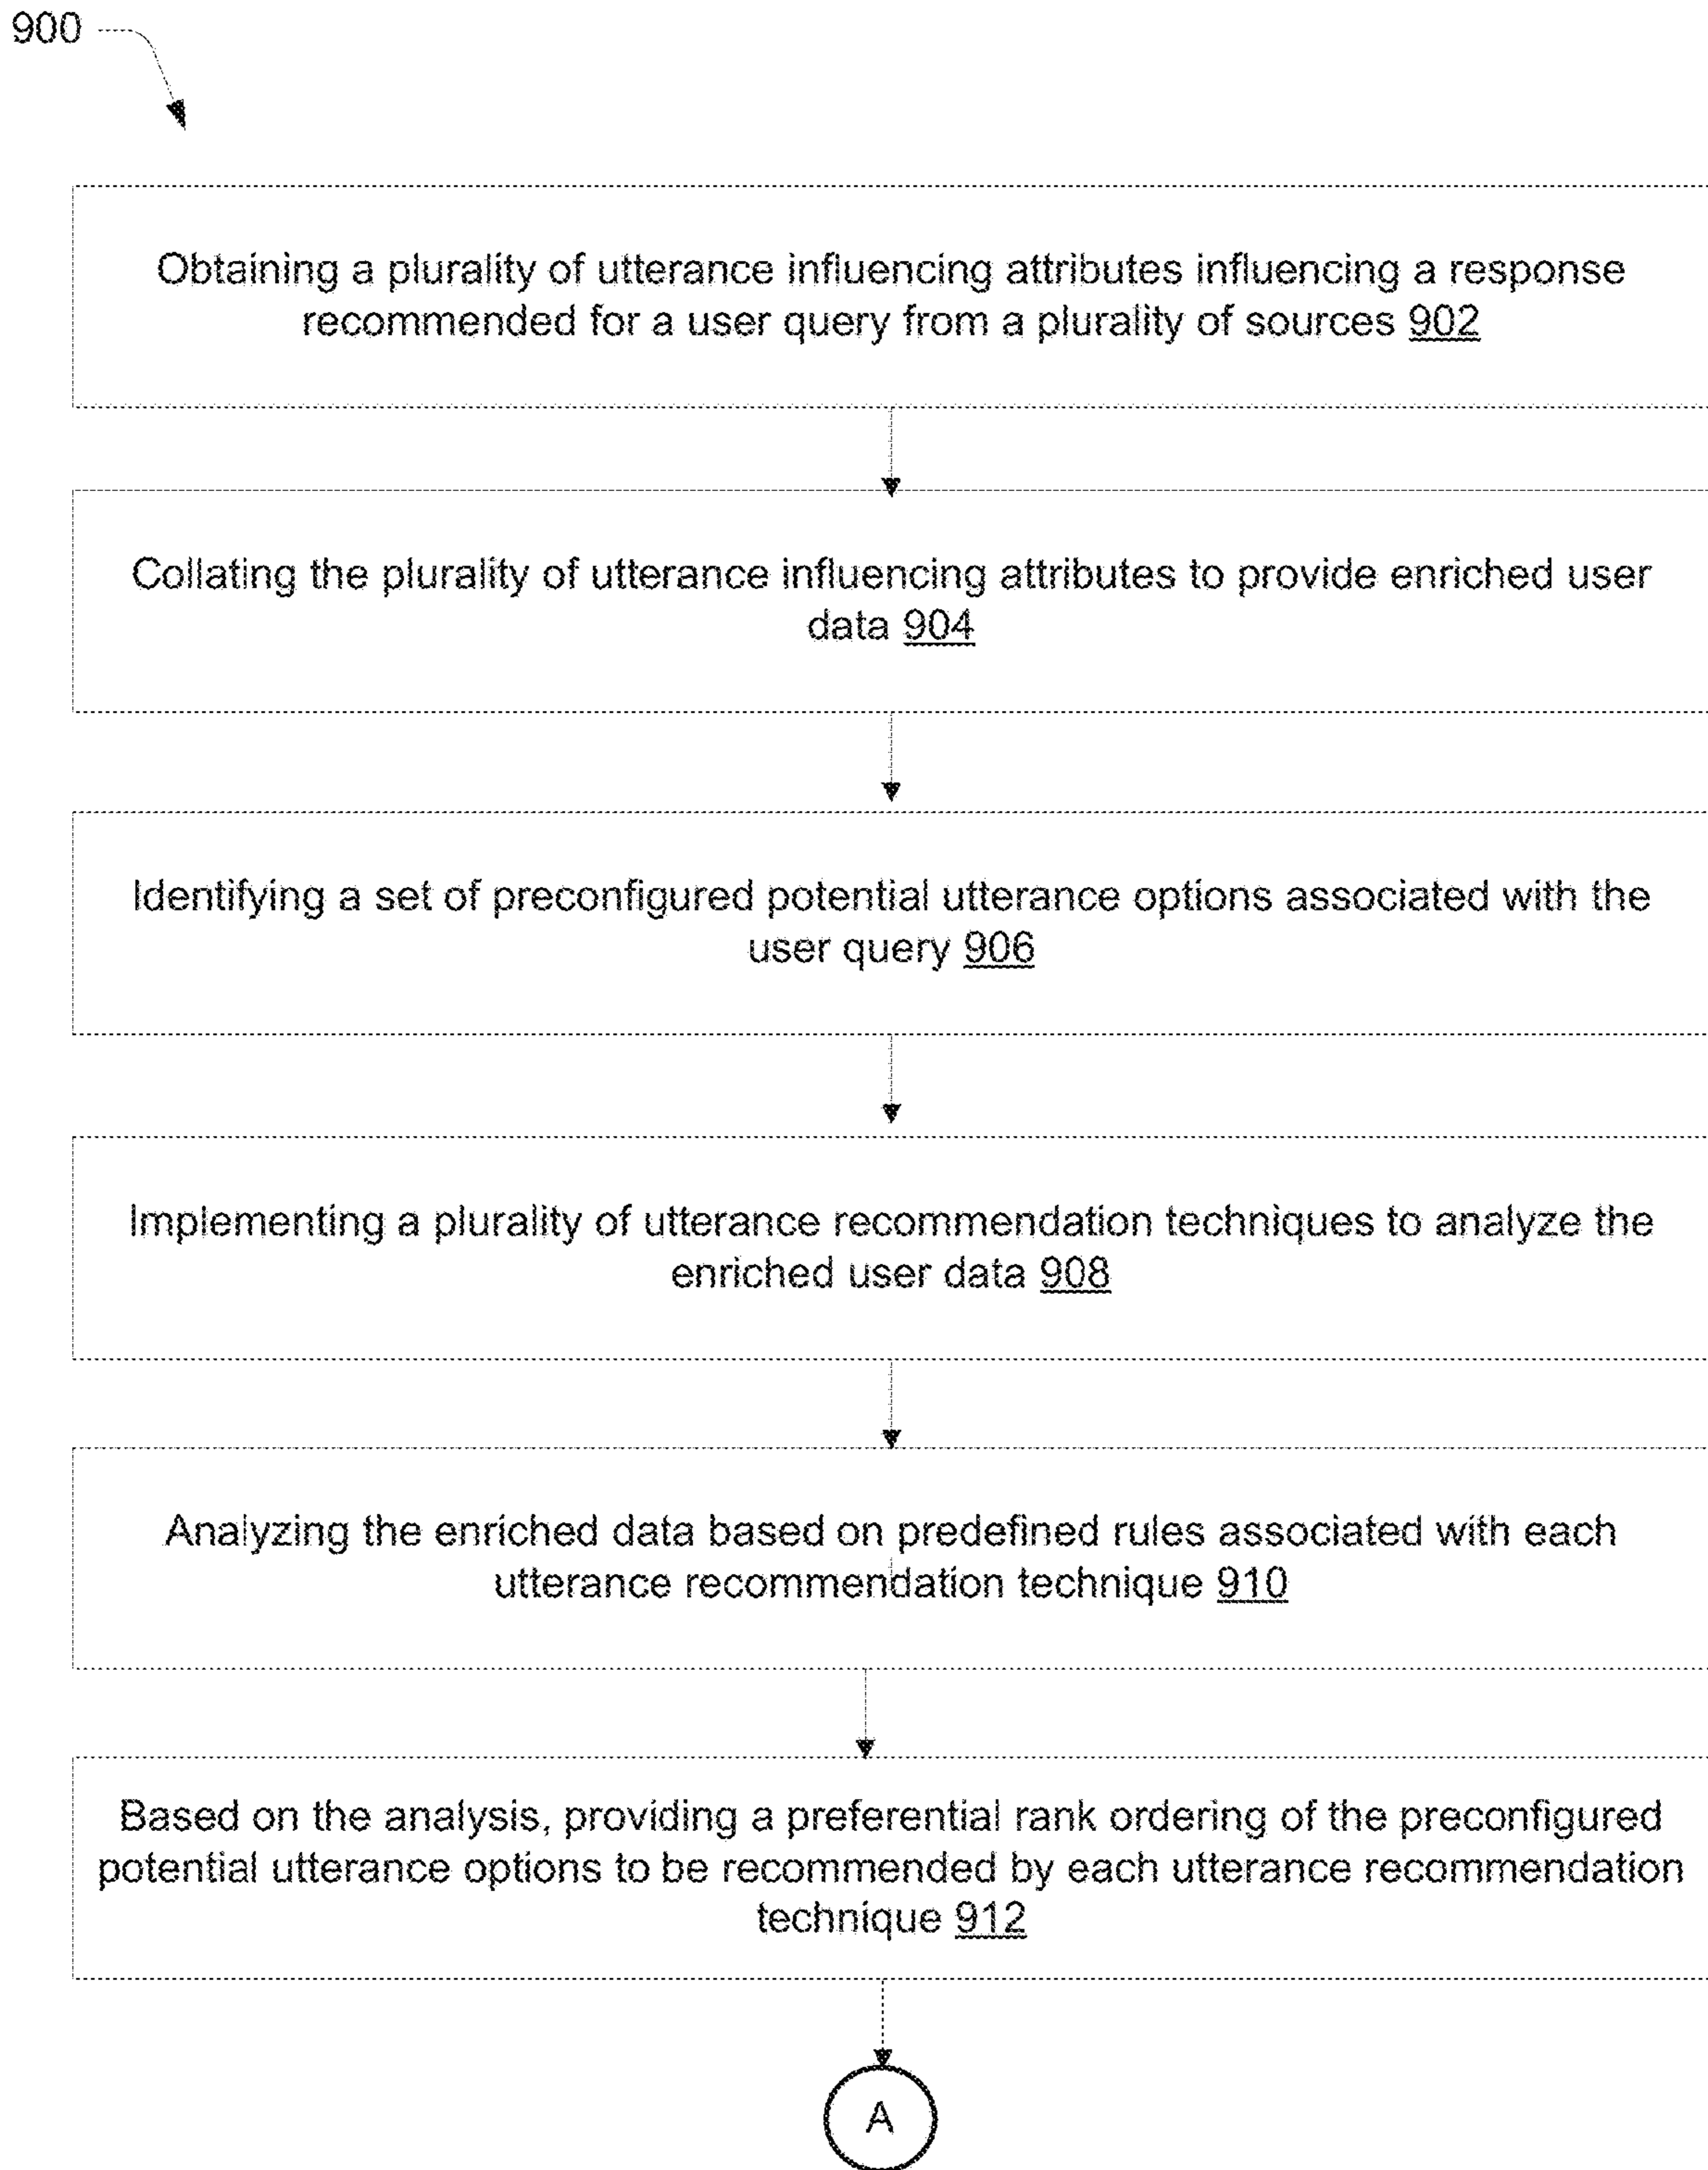 900
Obtaining a plurality of utterance influencing attributes influencing a response
recommended for a user query from a plurality of sources 902
Collating the plurality of utterance influencing attributes to provide enriched user
data 904
Identifying a set of preconfigured potential utterance options associated with the
user query 906
Implementing a plurality of utterance recommendation techniques to analyze the
enriched user data 908
Analyzing the enriched data based on predefined rules associated with each
utterance recommendation technique 910
Based on the analysis, providing a preferential rank ordering of the preconfigured
potential utterance options to be recommended by each utterance recommendation
technique 912
A